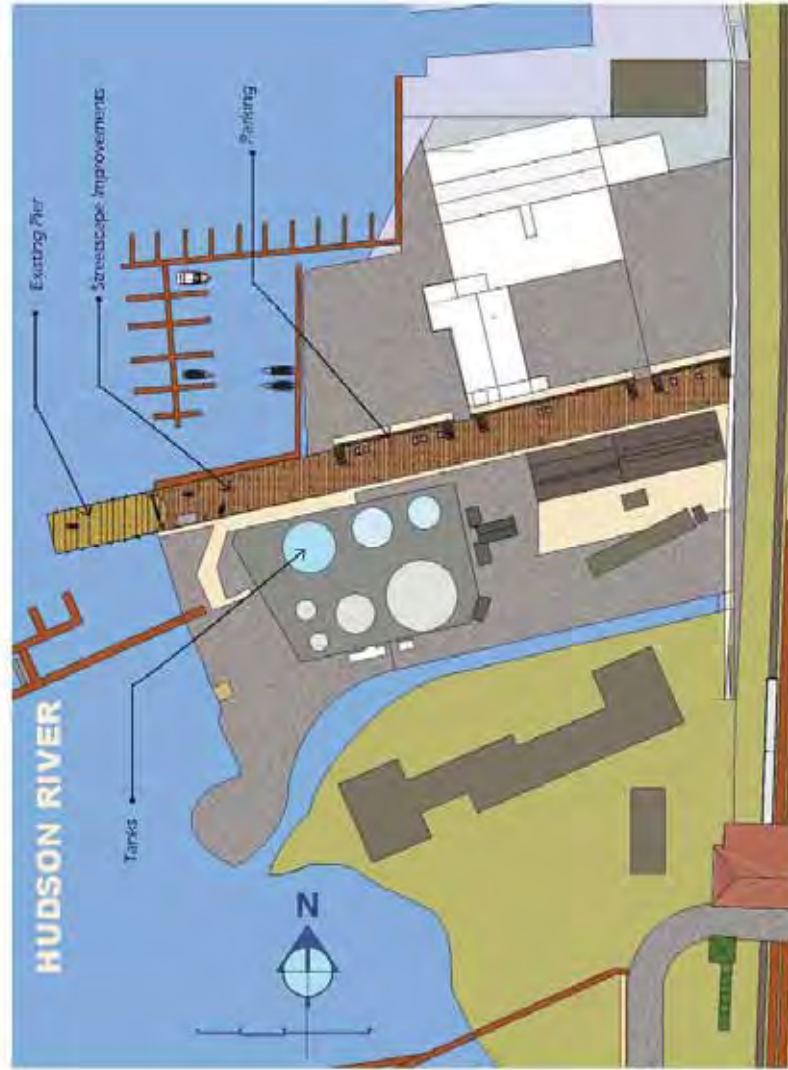 Existing Pier
Streetscape Improvements
Parking
HUDSON RIVER
Tanks
N